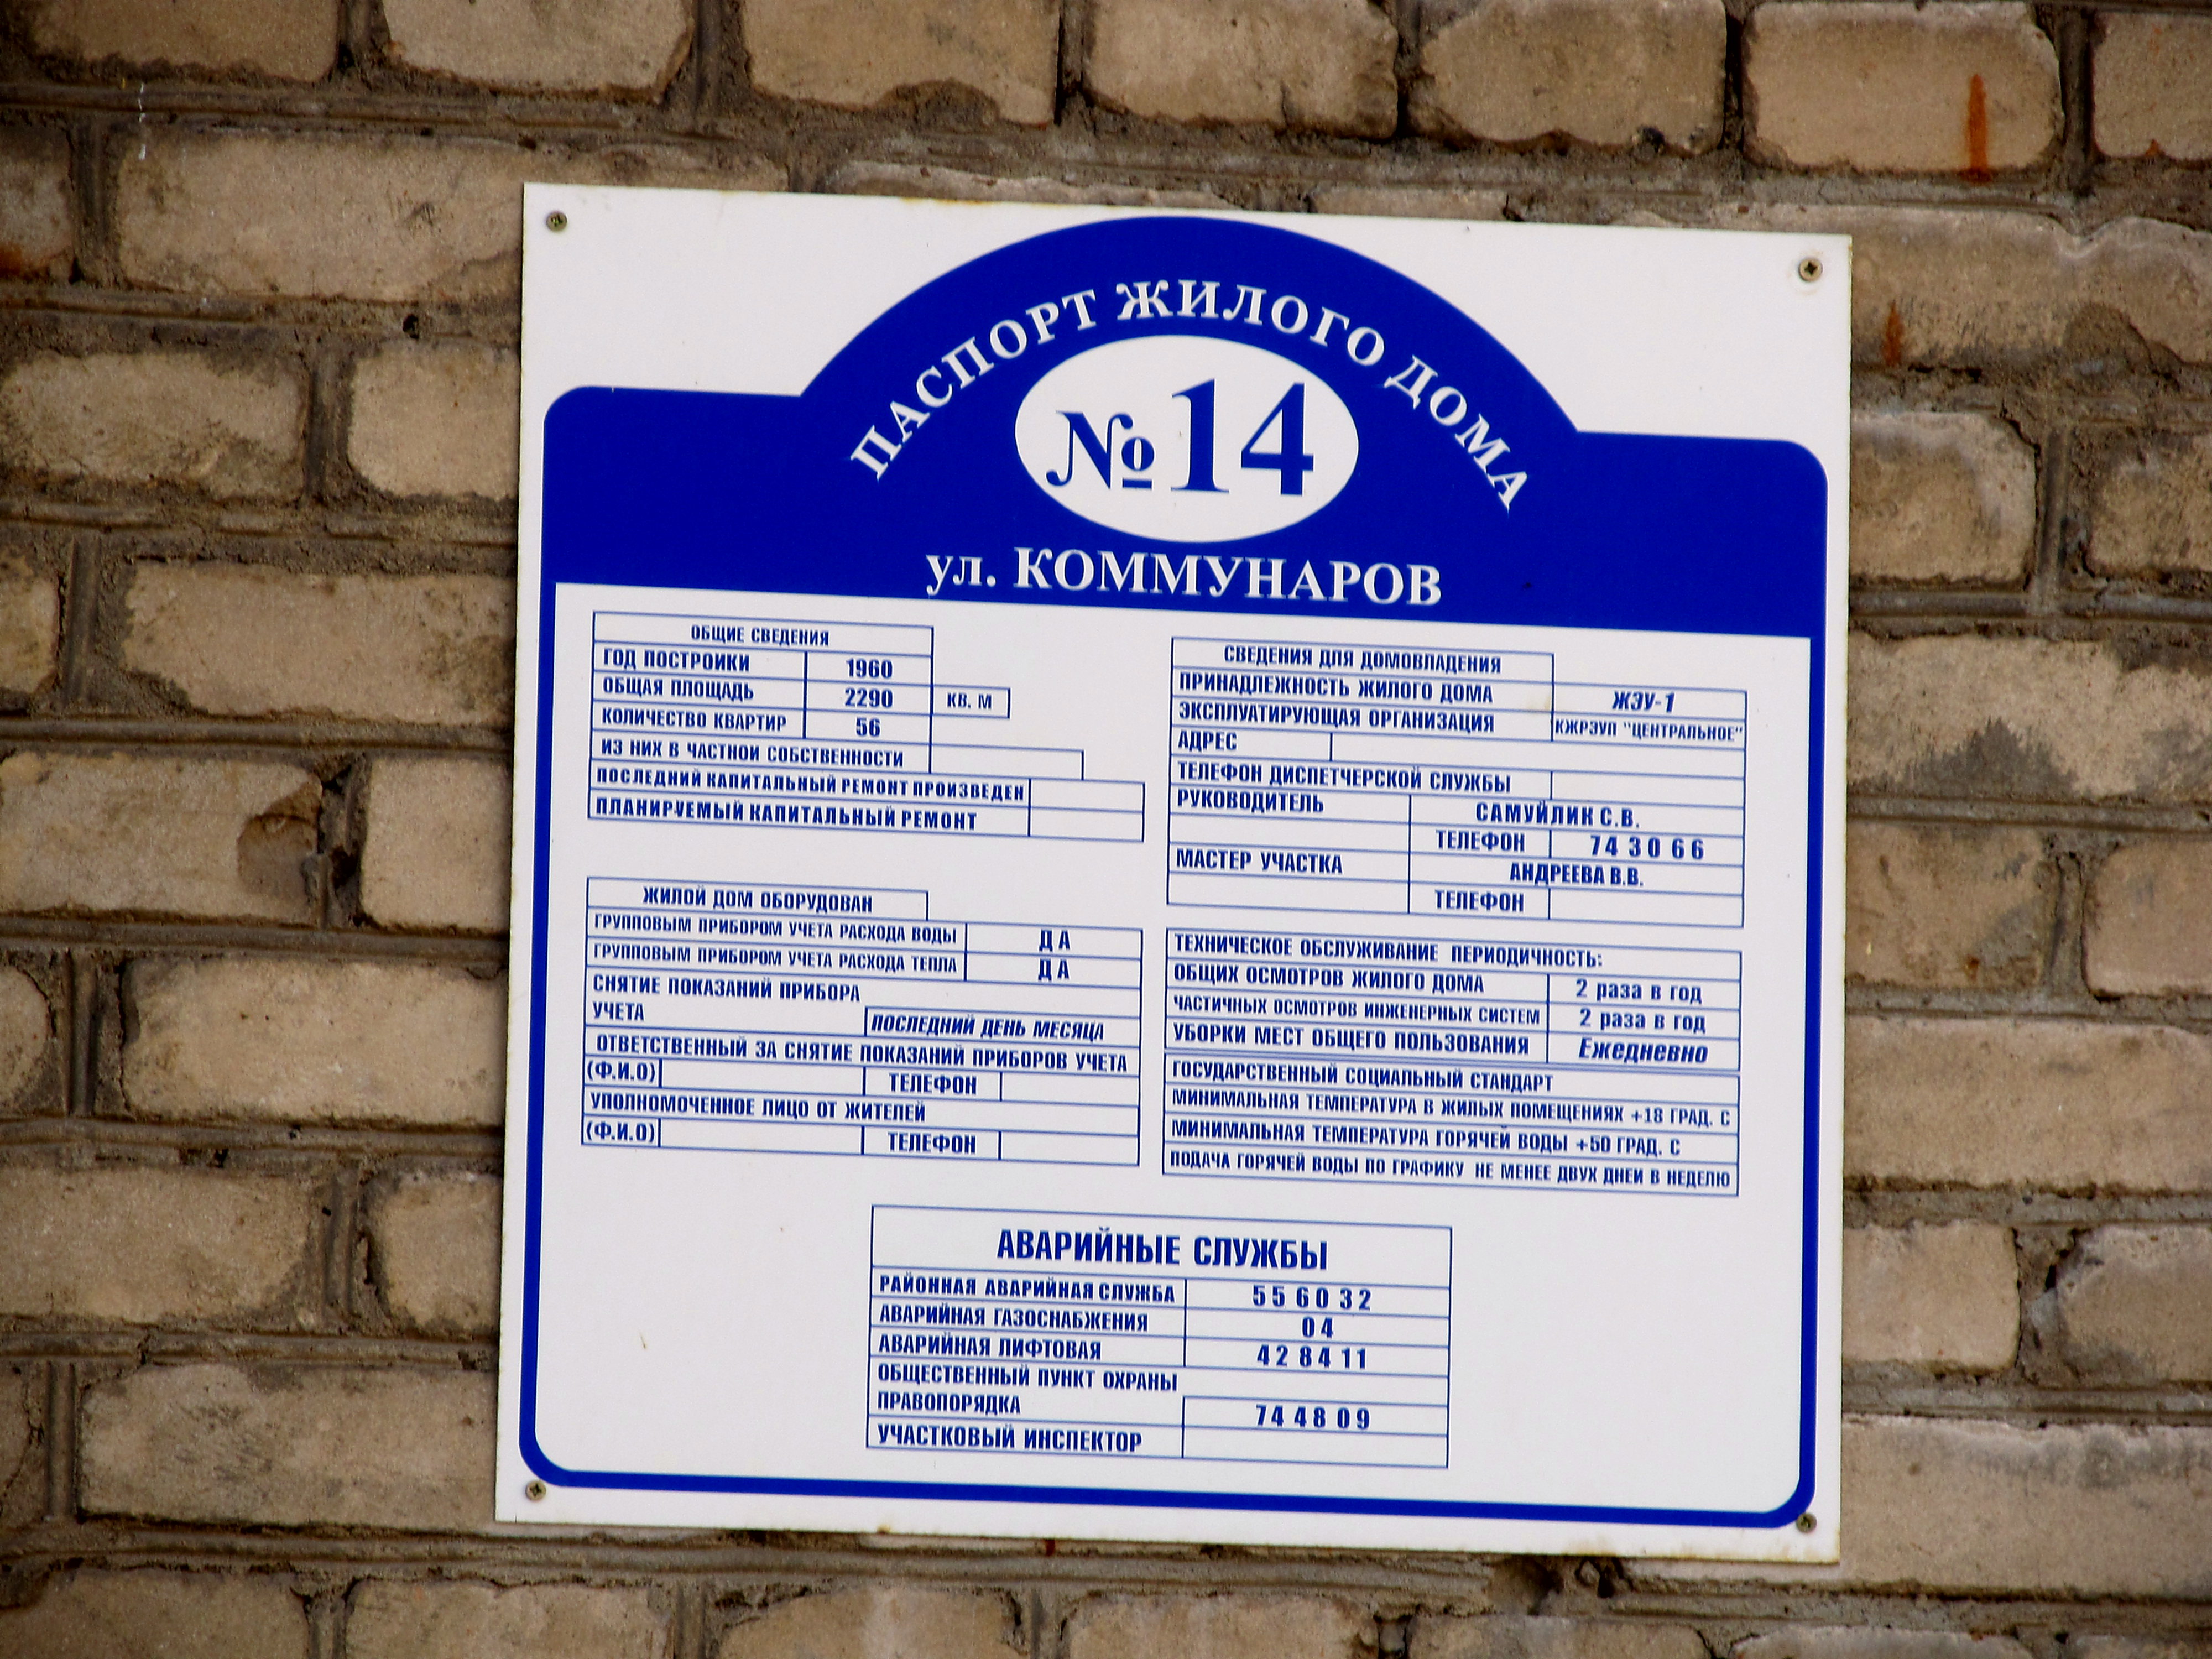 ПАСПОРТ ЖИЛОГО ДОМА
№14
ул. КОММУНАРОВ
ОБЩИЕ СВЕДЕНИЯ
ГОД ПОСТРОЙКИ 1960
ОБЩАЯ ПЛОЩАДЬ 2290 КВ. М
КОЛИЧЕСТВО КВАРТИР 56
ИЗ НИХ В ЧАСТНОЙ СОБСТВЕННОСТИ
ПОСЛЕДНИЙ КАПИТАЛЬНЫЙ РЕМОНТ ПРОИЗВЕДЕН
ПЛАНИРУЕМЫЙ КАПИТАЛЬНЫЙ РЕМОНТ
ЖИЛОЙ ДОМ ОБОРУДОВАН
ГРУППОВЫМ ПРИБОРОМ УЧЕТА РАСХОДА ВОДЫ ДА
ГРУППОВЫМ ПРИБОРОМ УЧЕТА РАСХОДА ТЕПЛА ДА
СНЯТИЕ ПОКАЗАНИЙ ПРИБОРА
УЧЕТА ПОСЛЕДНИЙ ДЕНЬ МЕСЯЦА
ОТВЕТСТВЕННЫЙ ЗА СНЯТИЕ ПОКАЗАНИЙ ПРИБОРОВ УЧЕТА
(Ф.И.О) ТЕЛЕФОН
УПОЛНОМОЧЕННОЕ ЛИЦО ОТ ЖИТЕЛЕЙ
(Ф.И.О) ТЕЛЕФОН
СВЕДЕНИЯ ДЛЯ ДОМОВЛАДЕНИЯ
ПРИНАДЛЕЖНОСТЬ ЖИЛОГО ДОМА ЖЭУ-1
ЭКСПЛУАТИРУЮЩАЯ ОРГАНИЗАЦИЯ КЖРЭУП "ЦЕНТРАЛЬНОЕ"
АДРЕС
ТЕЛЕФОН ДИСПЕТЧЕРСКОЙ СЛУЖБЫ
РУКОВОДИТЕЛЬ САМУЙЛИК С.В.
ТЕЛЕФОН 74 30 66
МАСТЕР УЧАСТКА АНДРЕЕВА В.В.
ТЕЛЕФОН
ТЕХНИЧЕСКОЕ ОБСЛУЖИВАНИЕ ПЕРИОДИЧНОСТЬ:
ОБЩИХ ОСМОТРОВ ЖИЛОГО ДОМА 2 раза в год
ЧАСТИЧНЫХ ОСМОТРОВ ИНЖЕНЕРНЫХ СИСТЕМ 2 раза в год
УБОРКИ МЕСТ ОБЩЕГО ПОЛЬЗОВАНИЯ Ежедневно
ГОСУДАРСТВЕННЫЙ СОЦИАЛЬНЫЙ СТАНДАРТ
МИНИМАЛЬНАЯ ТЕМПЕРАТУРА В ЖИЛЫХ ПОМЕЩЕНИЯХ +18 ГРАД. С
МИНИМАЛЬНАЯ ТЕМПЕРАТУРА ГОРЯЧЕЙ ВОДЫ +50 ГРАД. С
ПОДАЧА ГОРЯЧЕЙ ВОДЫ ПО ГРАФИКУ НЕ МЕНЕЕ ДВУХ ДНЕЙ В НЕДЕЛЮ
АВАРИЙНЫЕ СЛУЖБЫ
РАЙОННАЯ АВАРИЙНАЯ СЛУЖБА 55 60 32
АВАРИЙНАЯ ГАЗОСНАБЖЕНИЯ 04
АВАРИЙНАЯ ЛИФТОВАЯ 42 84 11
ОБЩЕСТВЕННЫЙ ПУНКТ ОХРАНЫ
ПРАВОПОРЯДКА 74 48 09
УЧАСТКОВЫЙ ИНСПЕКТОР